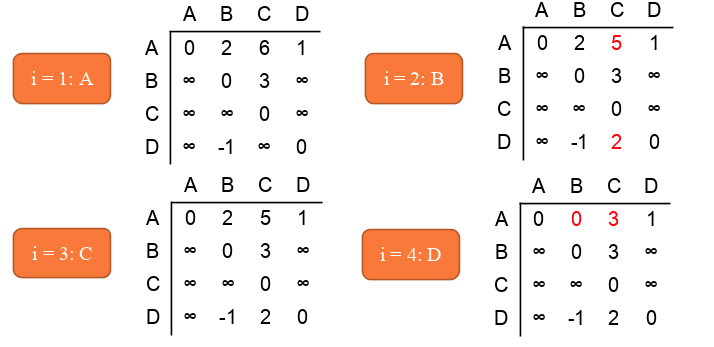 A B C D
i = 1: A
A 0 2 6 1
B ∞ 0 3 ∞
C ∞ ∞ 0 ∞
D ∞ -1 ∞ 0
A B C D
i = 2: B
A 0 2 5 1
B ∞ 0 3 ∞
C ∞ ∞ 0 ∞
D ∞ -1 2 0
A B C D
i = 3: C
A 0 2 5 1
B ∞ 0 3 ∞
C ∞ ∞ 0 ∞
D ∞ -1 2 0
A B C D
i = 4: D
A 0 0 3 1
B ∞ 0 3 ∞
C ∞ ∞ 0 ∞
D ∞ -1 2 0